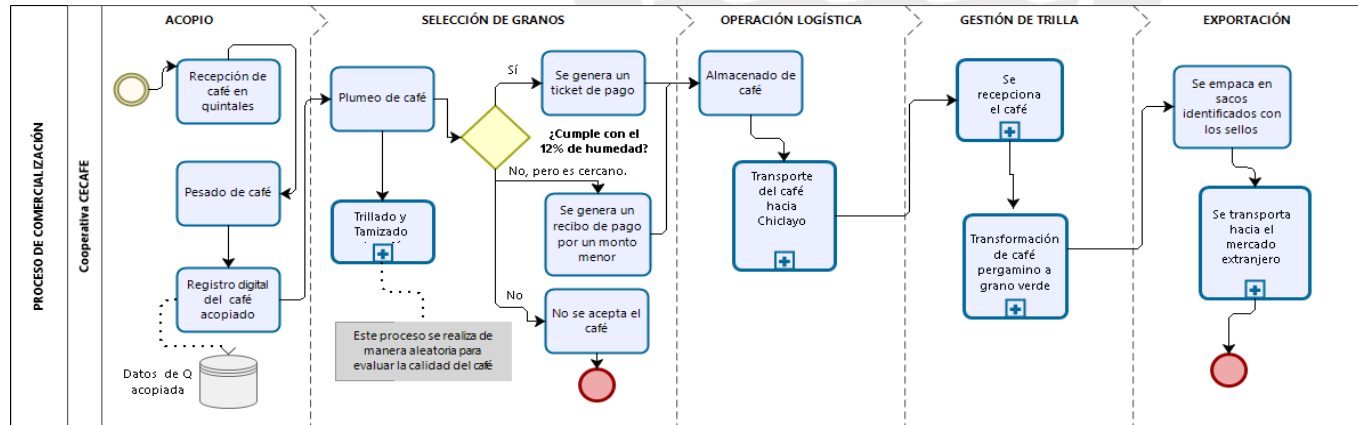 PROCESO DE COMERCIALIZACIÓN
Cooperativa CECAFE
ACOPIO
Recepción de
café en
quintales
Pesado de café
Registro digital
del café
acopiado
Datos de Q
acopiada
SELECCIÓN DE GRANOS
Plumeo de café
Trillado y
Tamizado
Este proceso se realiza de
manera aleatoria para
evaluar la calidad del café
¿Cumple con el
12% de humedad?
Sí
Se genera un
ticket de pago
No, pero es cercano.
Se genera un
recibo de pago
por un monto
menor
No
No se acepta el
café
OPERACIÓN LOGÍSTICA
Almacenado de
café
Transporte
del café
hacia
Chiclayo
GESTIÓN DE TRILLA
Se
recepciona
el café
Transformación
de café
pergamino a
grano verde
EXPORTACIÓN
Se empaca en
sacos
identificados con
los sellos
Se transporta
hacia el
mercado
extranjero